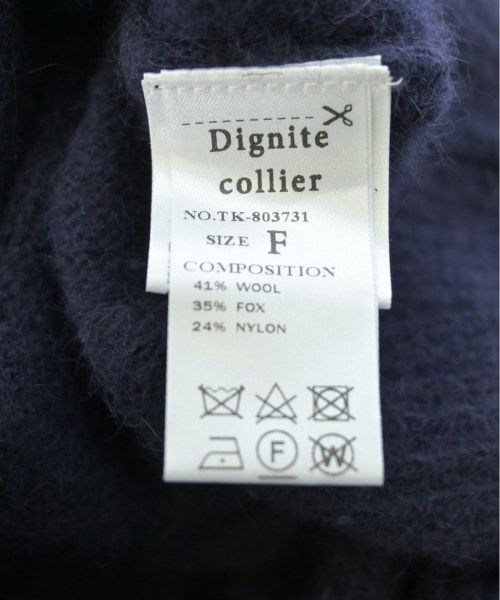 Dignite
collier
NO.TK-803731
SIZE F
COMPOSITION
41% WOOL
35% FOX
24% NYLON
F W